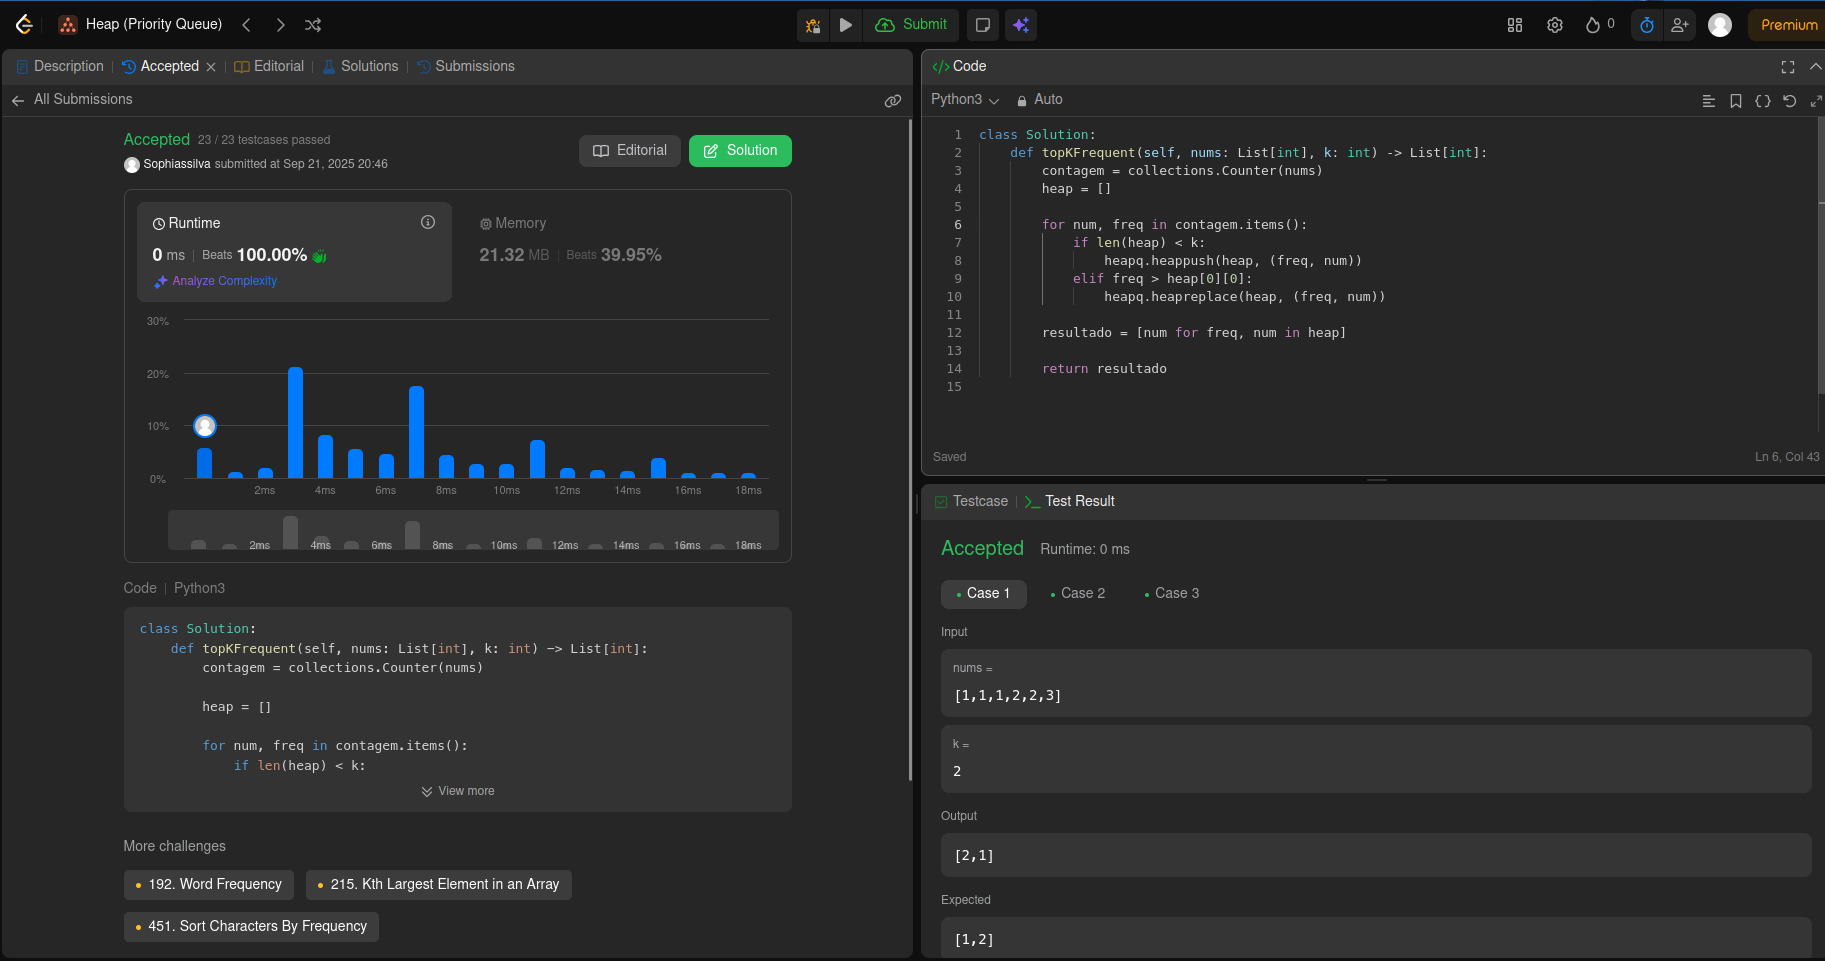 Heap (Priority Queue)
Submit
0
Premium
Description
Accepted
Editorial
Solutions
Submissions
All Submissions
Accepted 23 / 23 testcases passed
Sophiassilva submitted at Sep 21, 2025 20:46
Editorial
Solution
Runtime
0 ms | Beats 100.00%
Analyze Complexity
Memory
21.32 MB | Beats 39.95%
30%
20%
10%
0%
2ms 4ms 6ms 8ms 10ms 12ms 14ms 16ms 18ms
2ms 4ms 6ms 8ms 10ms 12ms 14ms 16ms 18ms
Code | Python3
class Solution:
    def topKFrequent(self, nums: List[int], k: int) -> List[int]:
        contagem = collections.Counter(nums)
        heap = []
        for num, freq in contagem.items():
            if len(heap) < k:
View more
More challenges
192. Word Frequency
215. Kth Largest Element in an Array
451. Sort Characters By Frequency
</>Code
Python3
Auto
1 class Solution:
2     def topKFrequent(self, nums: List[int], k: int) -> List[int]:
3         contagem = collections.Counter(nums)
4         heap = []
5
6         for num, freq in contagem.items():
7             if len(heap) < k:
8                 heapq.heappush(heap, (freq, num))
9             elif freq > heap[0][0]:
10                 heapq.heapreplace(heap, (freq, num))
11
12         resultado = [num for freq, num in heap]
13
14         return resultado
15
Saved
Ln 6, Col 43
Testcase
Test Result
Accepted Runtime: 0 ms
Case 1
Case 2
Case 3
Input
nums =
[1,1,1,2,2,3]
k =
2
Output
[2,1]
Expected
[1,2]